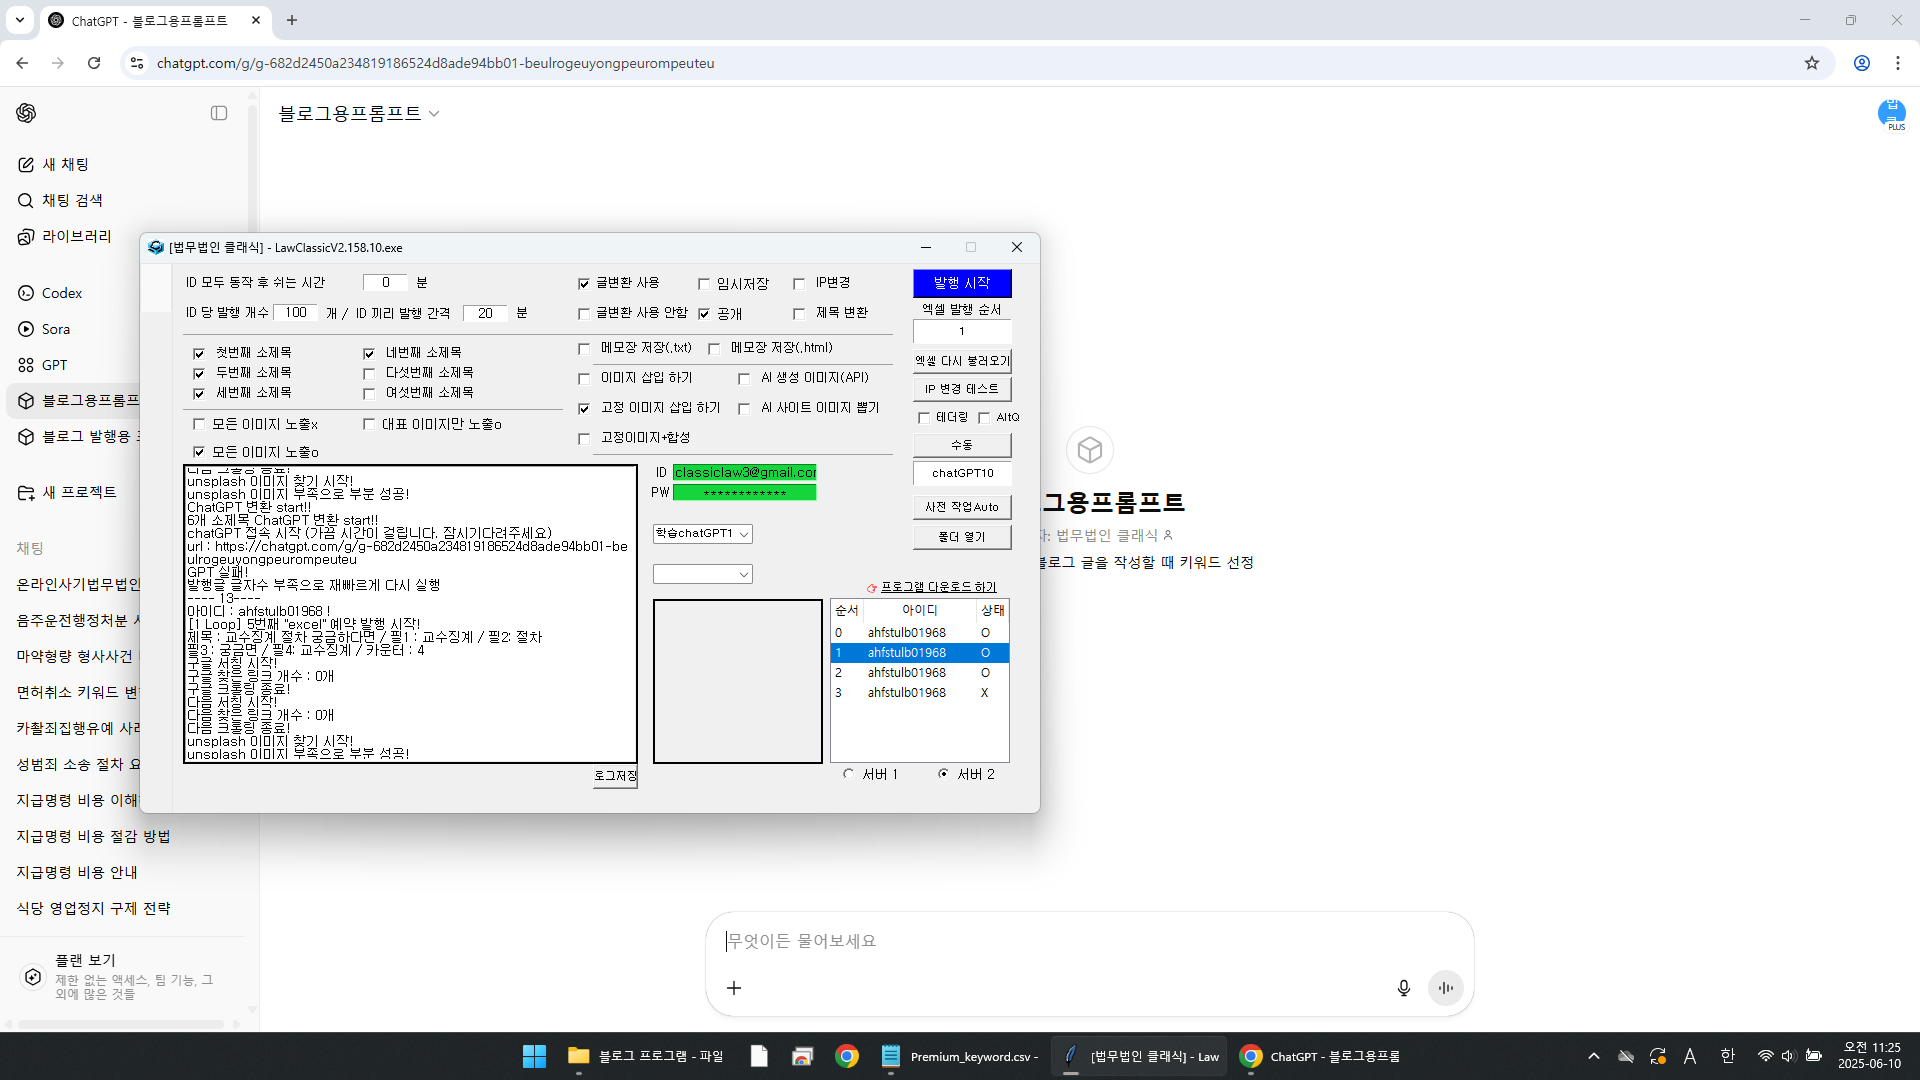 ChatGPT - 블로그용프롬프트
chatgpt.com/g/g-682d2450a234819186524d8ade94bb01-beulrogeuyongpeurompeuteu
블로그용프롬프트
PLUS
새 채팅
채팅 검색
라이브러리
Codex
Sora
GPT
블로그용프롬프
블로그 발행용
새 프로젝트
채팅
온라인사기법무법인
음주운전행정처분
마약형량 형사사건
면허취소 키워드
카촬죄집행유예
성범죄 소송 절차
지급명령 비용 이해
지급명령 비용 절감 방법
지급명령 비용 안내
식당 영업정지 구제 전략
플랜 보기
제한 없는 액세스, 팀 기능, 그
외에 많은 것들
[법무법인 클래식] - LawClassicV2.158.10.exe
ID 모두 동작 후 쉬는 시간 0 분
ID 당 발행 개수 100 개 / ID 끼리 발행 간격 20 분
첫번째 소제목 네번째 소제목
두번째 소제목 다섯번째 소제목
세번째 소제목 여섯번째 소제목
모든 이미지 노출x 대표 이미지만 노출o
모든 이미지 노출o
글변환 사용 임시저장 IP변경
글변환 사용 안함 공개 제목 변환
메모장 저장(.txt) 메모장 저장(.html)
이미지 삽입 하기 AI 생성 이미지(API)
고정 이미지 삽입 하기 AI 사이트 이미지 뽑기
고정이미지+합성
발행 시작
엑셀 발행 순서
1
엑셀 다시 불러오기
IP 변경 테스트
테더링 AltQ
수동
chatGPT10
사전 작업Auto
폴더 열기
다음 크롤링 종료!
unsplash 이미지 찾기 시작!
unsplash 이미지 부족으로 부분 성공!
ChatGPT 변환 start!!
6개 소제목 ChatGPT 변환 start!!
chatGPT 접속 시작 (가끔 시간이 걸립니다. 잠시기다려주세요)
url : https://chatgpt.com/g/g-682d2450a234819186524d8ade94bb01-be
ulrogeuyongpeurompeuteu
GPT 실패!
발행글 글자수 부족으로 재빠르게 다시 실행
---- 13----
아이디 : ahfstulb01968 !
[1 Loop] 5번째 "excel" 예약 발행 시작!
제목 : 교수징계 절차 궁금하다면 / 필1 : 교수징계 / 필2: 절차
필3 : 궁금면 / 필4: 교수징계 / 카운터 : 4
구글 서칭 시작!
구글 찾은 링크 개수 : 0개
구글 크롤링 종료!
다음 서칭 시작!
다음 찾은 링크 개수 : 0개
다음 크롤링 종료!
unsplash 이미지 찾기 시작!
unsplash 이미지 부족으로 부분 성공!
로그저장
ID classiclaw3@gmail.cor
PW ************
학습chatGPT1
프로그램 다운로드 하기
순서 아이디 상태
0 ahfstulb01968 O
1 ahfstulb01968 O
2 ahfstulb01968 O
3 ahfstulb01968 X
서버 1 서버 2
그용프롬프트
자: 법무법인 클래식
블로그 글을 작성할 때 키워드 선정
무엇이든 물어보세요
블로그 프로그램 - 파일
Premium_keyword.csv -
[법무법인 클래식] - Law
ChatGPT - 블로그용프롬
A
한
오전 11:25
2025-06-10